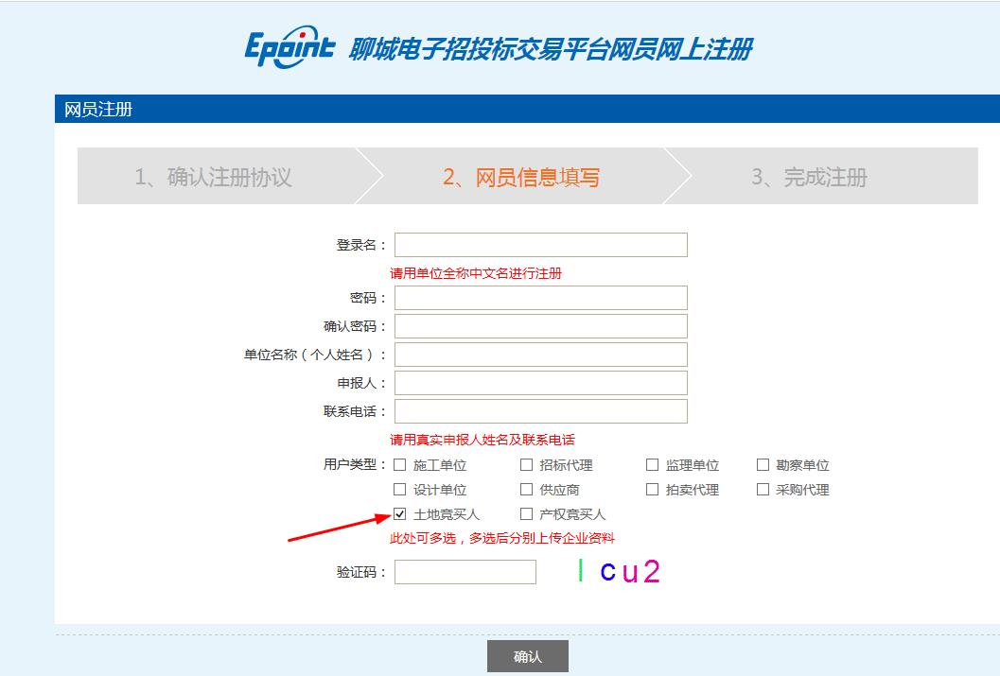 Epoint 聊城电子招投标交易平台网员网上注册
网员注册
1、确认注册协议 2、网员信息填写 3、完成注册
登录名：
请用单位全称中文名进行注册
密码：
确认密码：
单位名称（个人姓名）：
申报人：
联系电话：
请用真实申报人姓名及联系电话
用户类型： 施工单位 招标代理 监理单位 勘察单位
设计单位 供应商 拍卖代理 采购代理
土地竞买人 产权竞买人
此处可多选，多选后分别上传企业资料
验证码： lcu2
确认